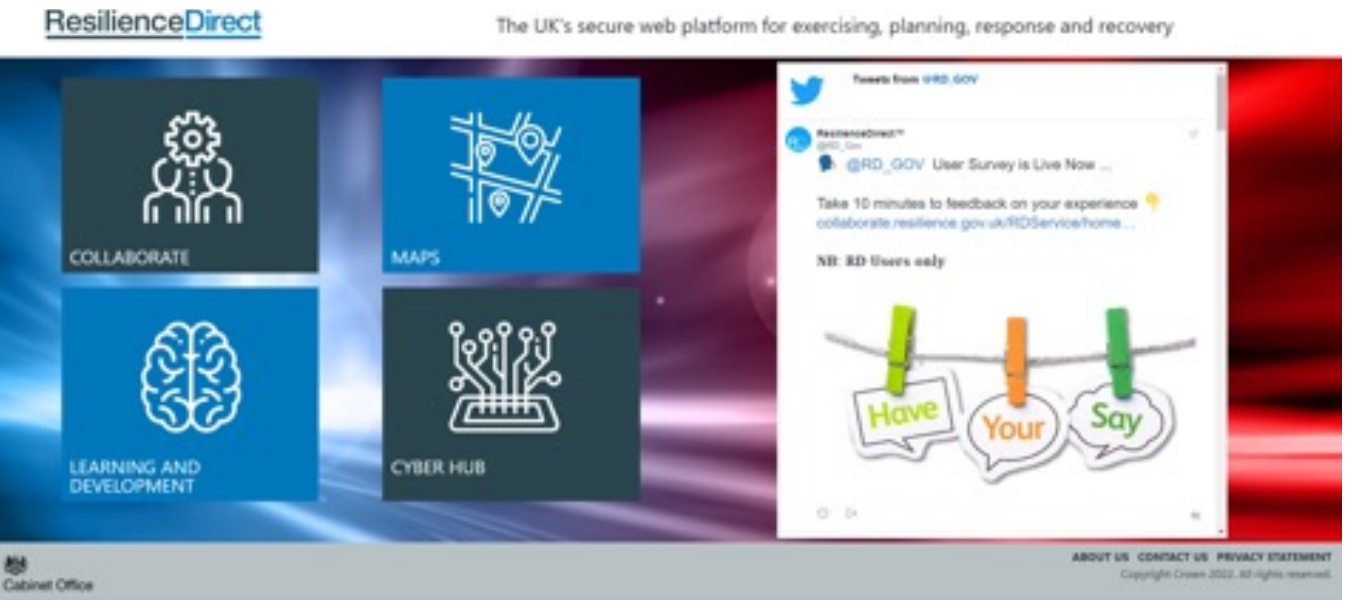 ResilienceDirect
The UK's secure web platform for exercising, planning, response and recovery
COLLABORATE
MAPS
LEARNING AND
DEVELOPMENT
CYBER HUB
Tweets from @RD_GOV
ResilienceDirect™
@RD_Gov
@RD_GOV User Survey is Live Now ...
Take 10 minutes to feedback on your experience
collaborate.resilience.gov.uk/RDService/home...
NB: RD Users only
Have
Your
Say
Cabinet Office
ABOUT US CONTACT US PRIVACY STATEMENT
Copyright Crown 2022. All rights reserved.